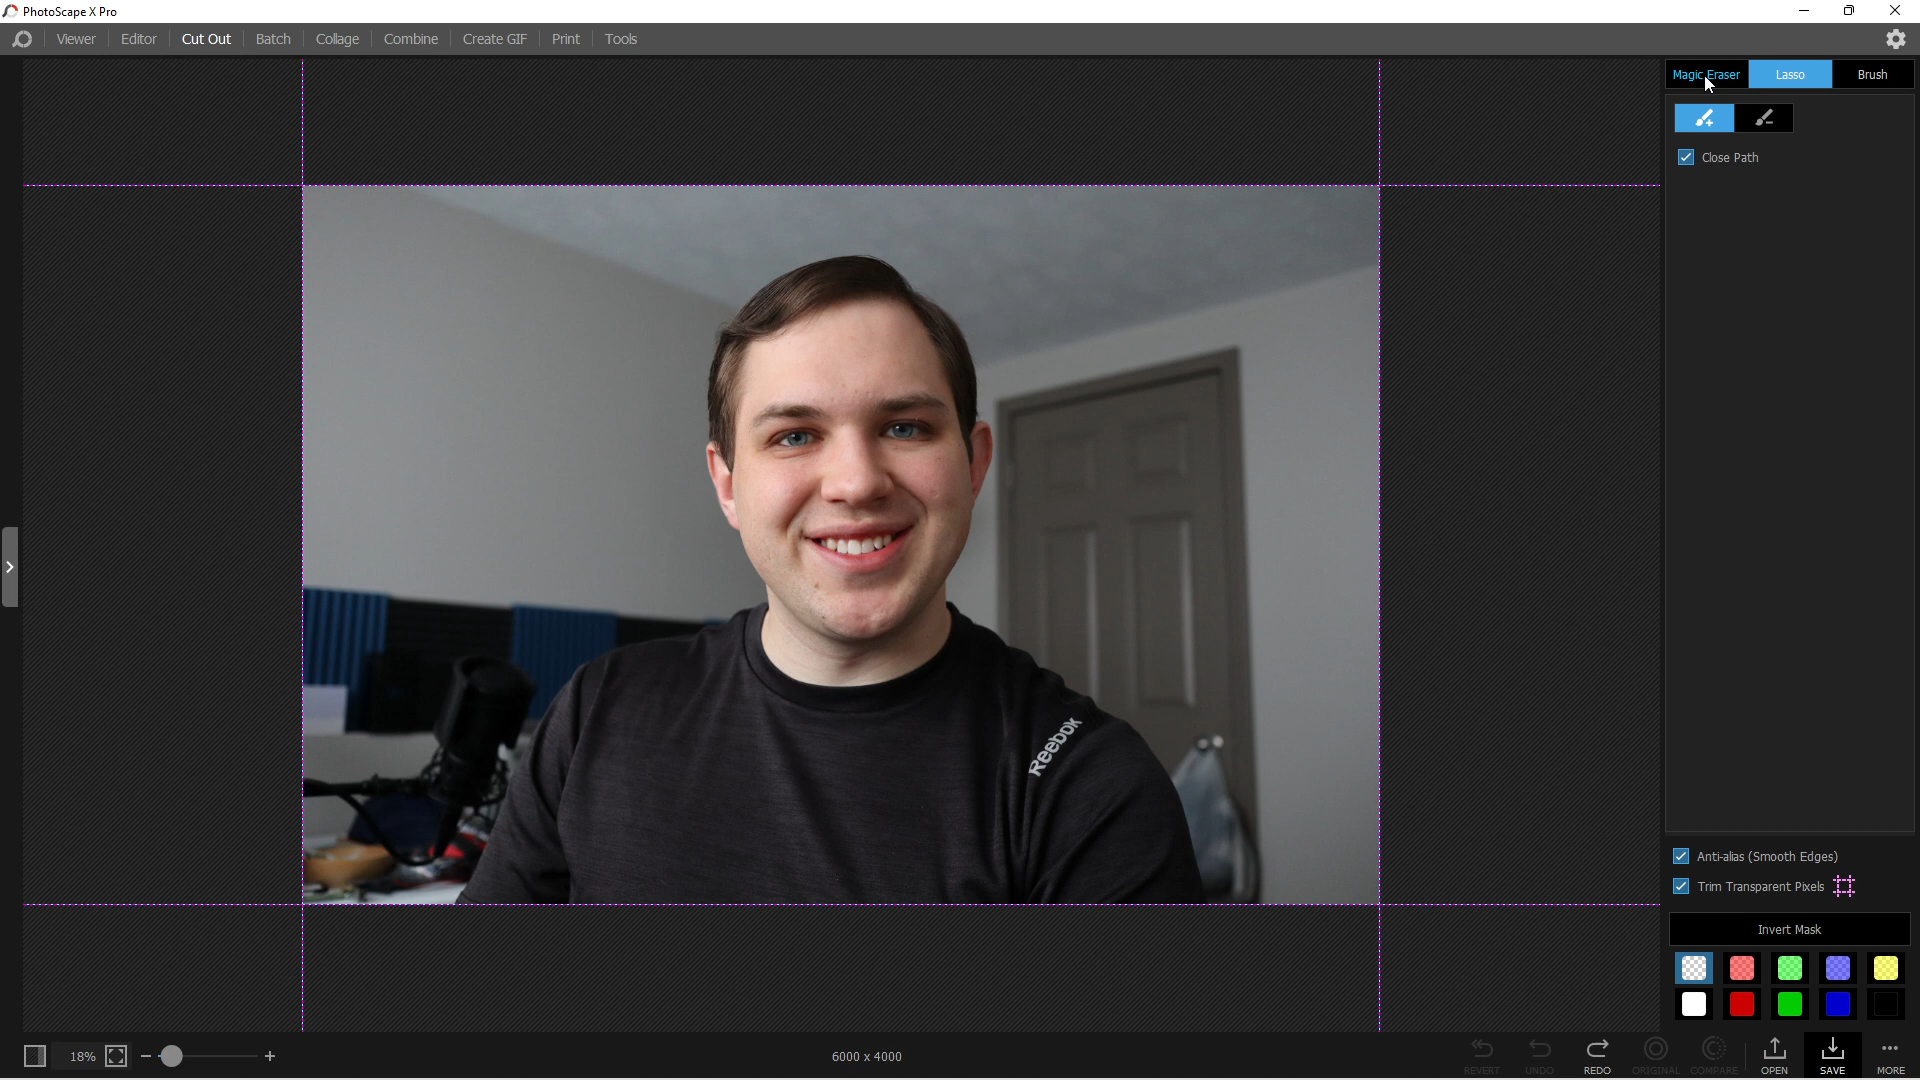 PhotoScape X Pro
Viewer Editor Cut Out Batch Collage Combine Create GIF Print Tools
Magic Eraser Lasso Brush
Close Path
Reebok
Anti-alias (Smooth Edges)
Trim Transparent Pixels
Invert Mask
18%
6000 x 4000
REVERT UNDO REDO ORIGINAL COMPARE OPEN SAVE MORE